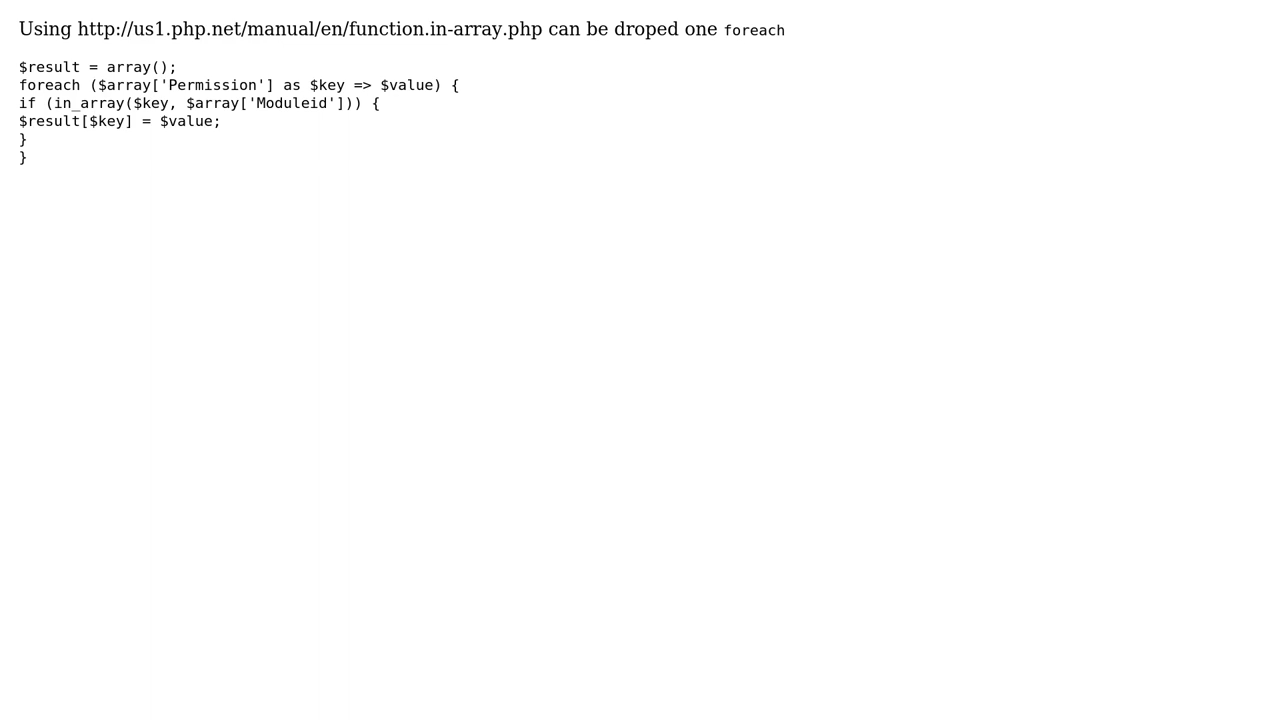 Using http://us1.php.net/manual/en/function.in-array.php can be droped one foreach
$result = array();
foreach ($array['Permission'] as $key => $value) {
if (in_array($key, $array['Moduleid'])) {
$result[$key] = $value;
}
}